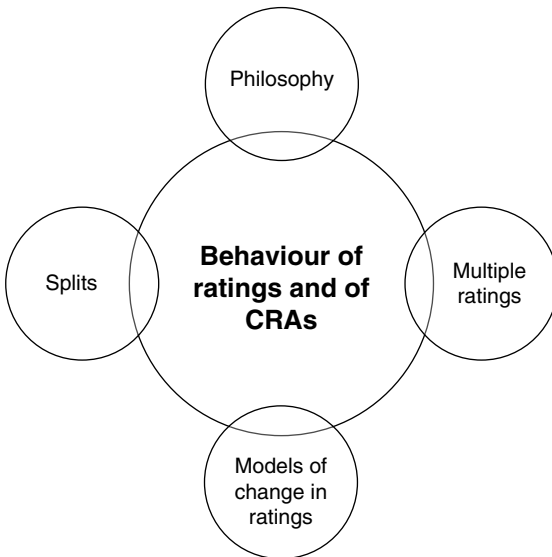 Philosophy
Splits
Behaviour of
ratings and of
CRAs
Multiple
ratings
Models of
change in
ratings